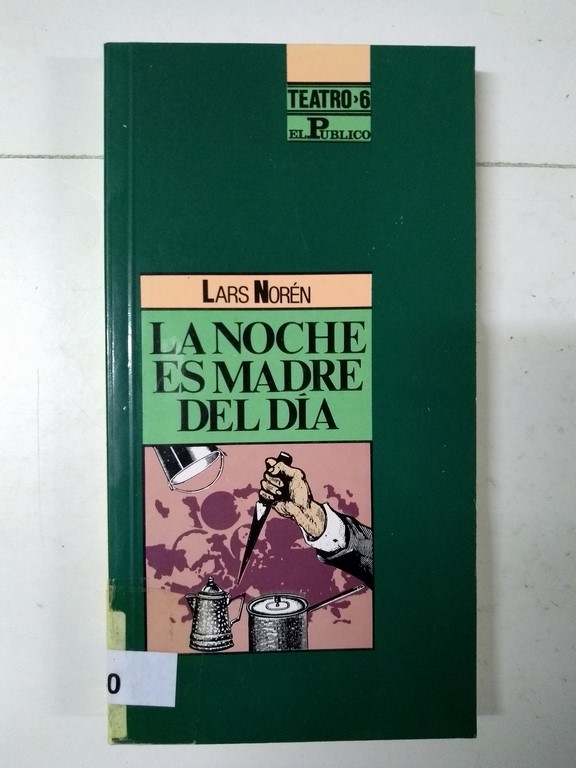 TEATRO›6
EL PUBLICO
LARS NORÉN
LA NOCHE
ES MADRE
DEL DÍA
0